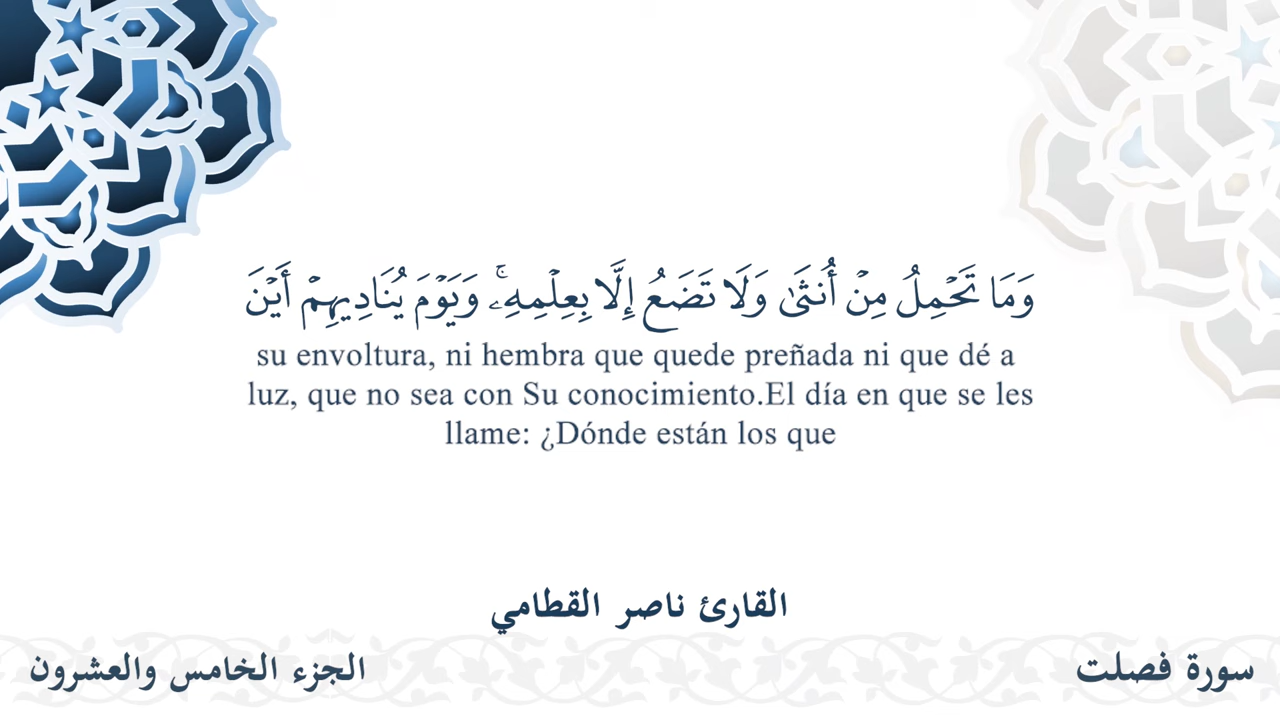 وَمَا تَحْمِلُ مِنْ أُنثَىٰ وَلَا تَضَعُ إِلَّا بِعِلْمِهِۦ ۚ وَيَوْمَ يُنَادِيهِمْ أَيْنَ
su envoltura, ni hembra que quede preñada ni que dé a
luz, que no sea con Su conocimiento.El día en que se les
llame: ¿Dónde están los que
القارئ ناصر القطامي
سورة فصلت
الجزء الخامس والعشرون